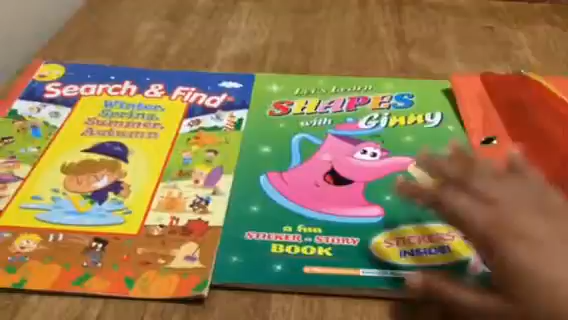 Search & Find
Winter,
Spring,
Summer,
Autumn
Let's Learn
SHAPES
with Ginny
a fun
STICKER - STORY
BOOK
STICKERS
INSIDE